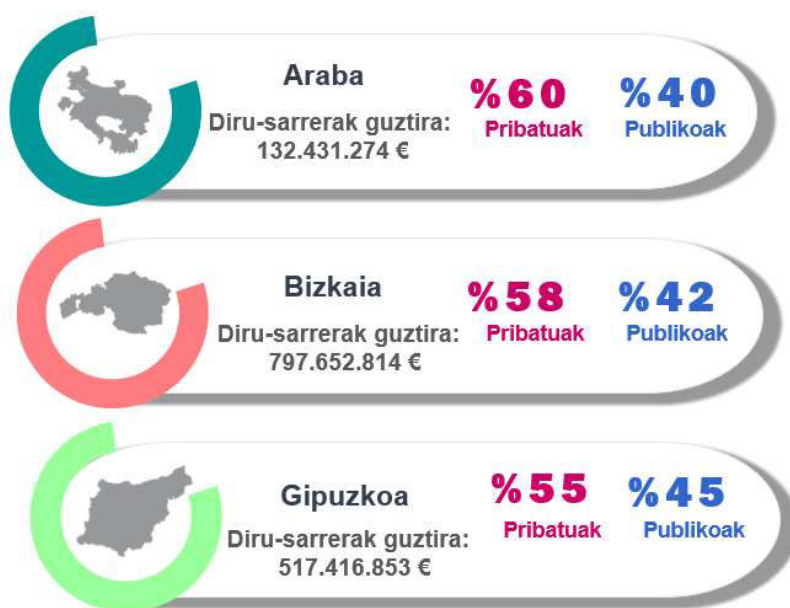 Araba
Diru-sarrerak guztira:
132.431.274 €
%60
Pribatuak
%40
Publikoak
Bizkaia
Diru-sarrerak guztira:
797.652.814 €
%58
Pribatuak
%42
Publikoak
Gipuzkoa
Diru-sarrerak guztira:
517.416.853 €
%55
Pribatuak
%45
Publikoak